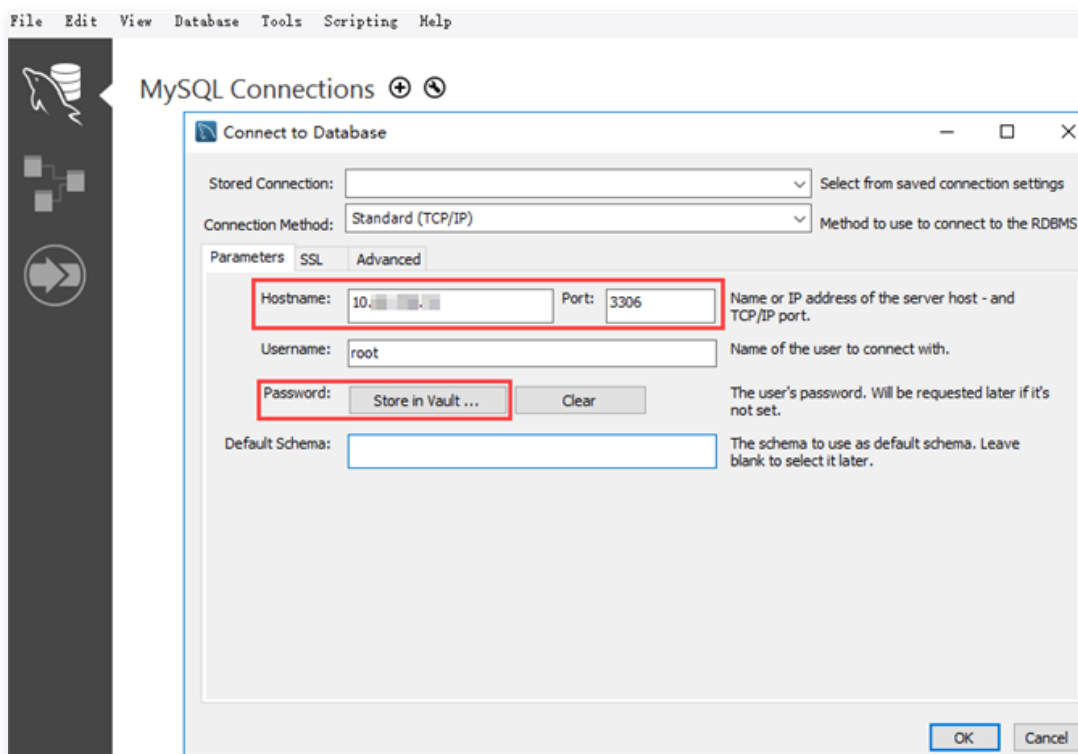 File Edit View Database Tools Scripting Help
MySQL Connections
Connect to Database
Stored Connection:
Select from saved connection settings
Connection Method: Standard (TCP/IP)
Method to use to connect to the RDBMS
Parameters SSL Advanced
Hostname: 10. . Port: 3306
Name or IP address of the server host - and
TCP/IP port.
Username: root
Name of the user to connect with.
Password: Store in Vault ... Clear
The user's password. Will be requested later if it's
not set.
Default Schema:
The schema to use as default schema. Leave
blank to select it later.
OK Cancel